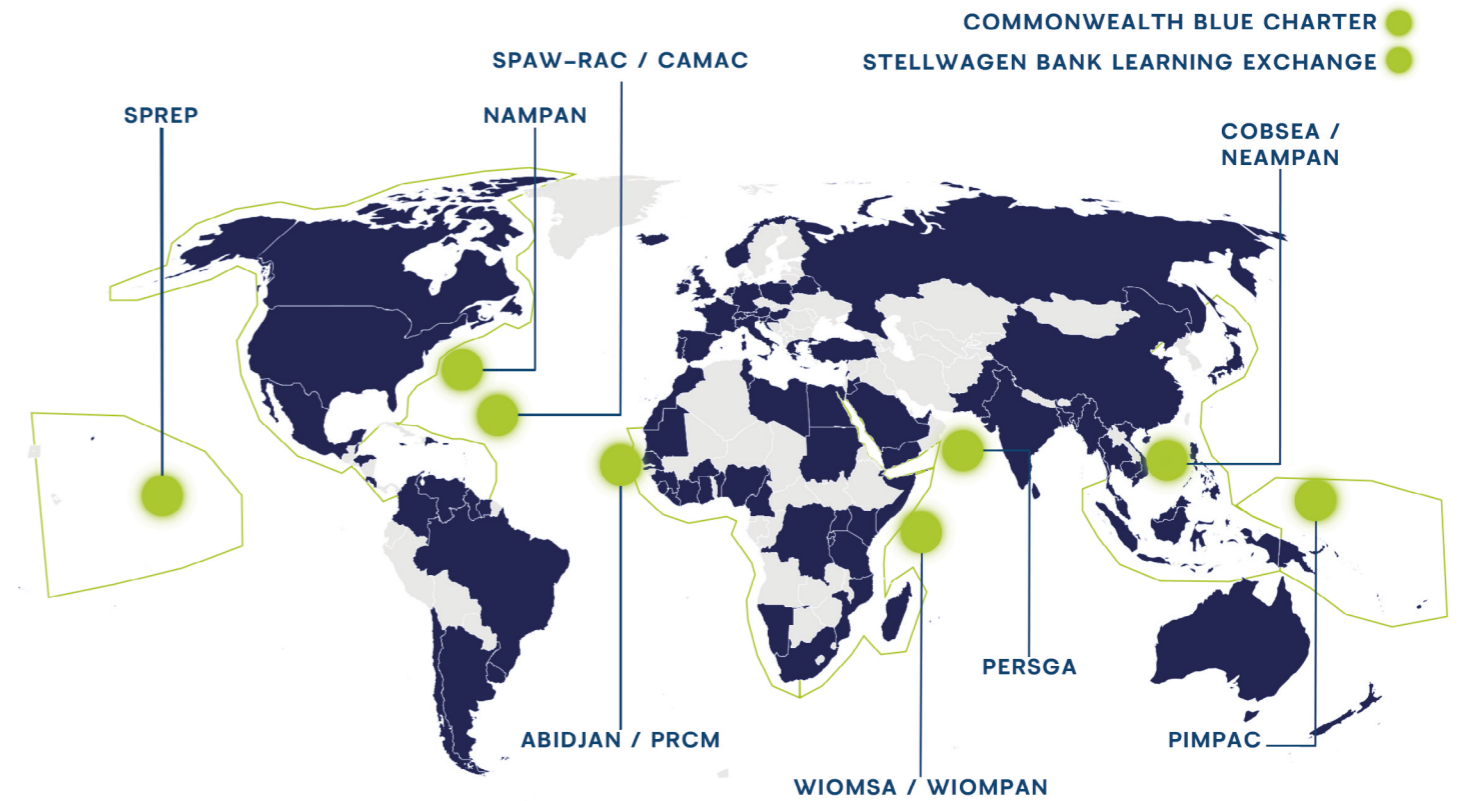 COMMONWEALTH BLUE CHARTER
STELLWAGEN BANK LEARNING EXCHANGE
SPAW–RAC / CAMAC
SPREP
NAMPAN
COBSEA /
NEAMPAN
PERSGA
ABIDJAN / PRCM
PIMPAC
WIOMSA / WIOMPAN